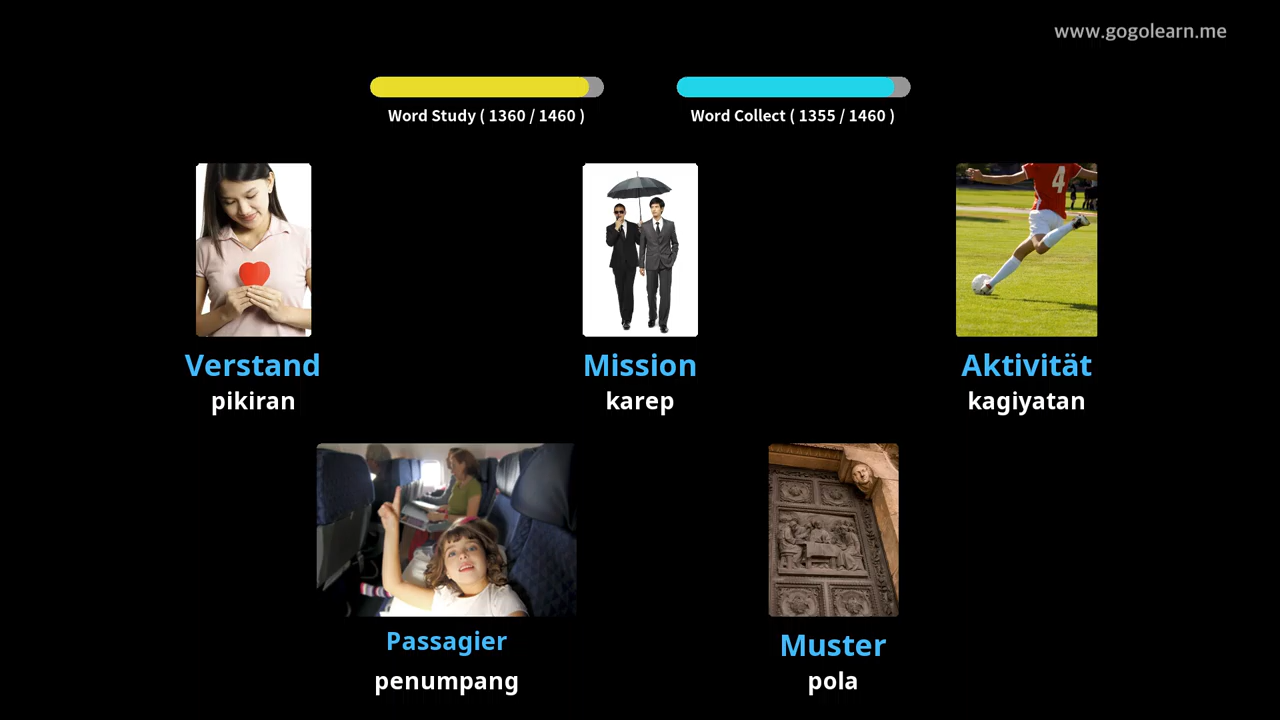 www.gogolearn.me
Word Study ( 1360 / 1460 )
Word Collect ( 1355 / 1460 )
Verstand
pikiran
Mission
karep
Aktivität
kagiyatan
Passagier
penumpang
Muster
pola
4